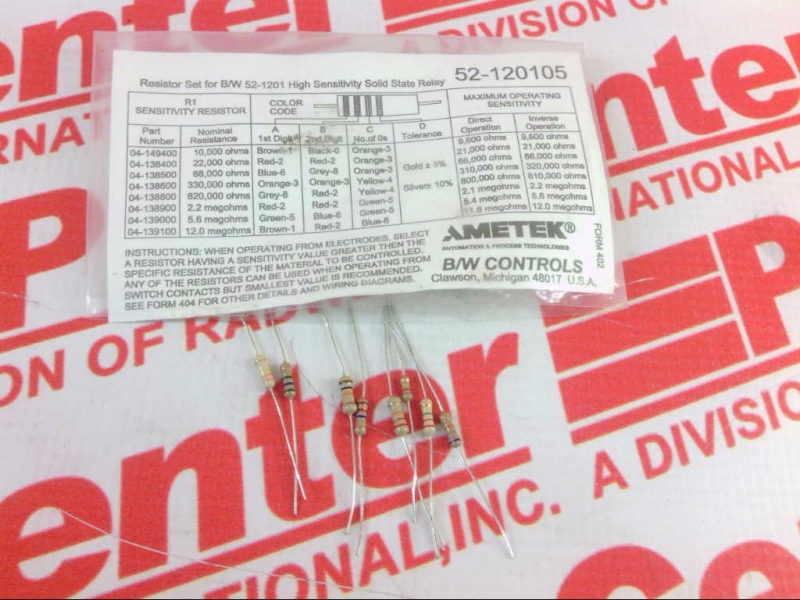 enter
A DIVISION OF RADW
Resistor Set for B/W 52-1201 High Sensitivity Solid State Relay 52-120105
R1 SENSITIVITY RESISTOR COLOR CODE MAXIMUM OPERATING SENSITIVITY
Part Number Nominal Resistance A 1st Digit B 2nd Digit C No. of 0s D Tolerance Direct Operation Inverse Operation
04-149400 10,000 ohms Brown-1 Black-0 Orange-3 9,600 ohms 9,600 ohms
04-138400 22,000 ohms Red-2 Red-2 Orange-3 21,000 ohms 21,000 ohms
04-138500 68,000 ohms Blue-6 Grey-8 Orange-3 Gold ± 5% 66,000 ohms 66,000 ohms
04-138600 330,000 ohms Orange-3 Orange-3 Yellow-4 310,000 ohms 320,000 ohms
04-138800 820,000 ohms Grey-8 Red-2 Yellow-4 Silvers 10% 800,000 ohms 810,000 ohms
04-138900 2.2 megohms Red-2 Red-2 Green-5 2.1 megohms 2.2 megohms
04-139000 5.6 megohms Green-5 Blue-6 Green-5 5.4 megohms 5.6 megohms
04-139100 12.0 megohms Brown-1 Red-2 Blue-6 11.6 megohms 12.0 megohms
INSTRUCTIONS: WHEN OPERATING FROM ELECTRODES, SELECT
A RESISTOR HAVING A SENSITIVITY VALUE GREATER THEN THE
SPECIFIC RESISTANCE OF THE MATERIAL TO BE CONTROLLED.
ANY OF THE RESISTORS CAN BE USED WHEN OPERATING FROM
SWITCH CONTACTS BUT SMALLEST VALUE IS RECOMMENED.
SEE FORM 404 FOR OTHER DETAILS AND WIRING DIAGRAMS.
AMETEK®
AUTOMATION & PROCESS TECHNOLOGIES
B/W CONTROLS
Clawson, Michigan 48017 U.S.A.
FORM 402
ION OF RAD
enter
A DIVISION
NATIONAL, INC.